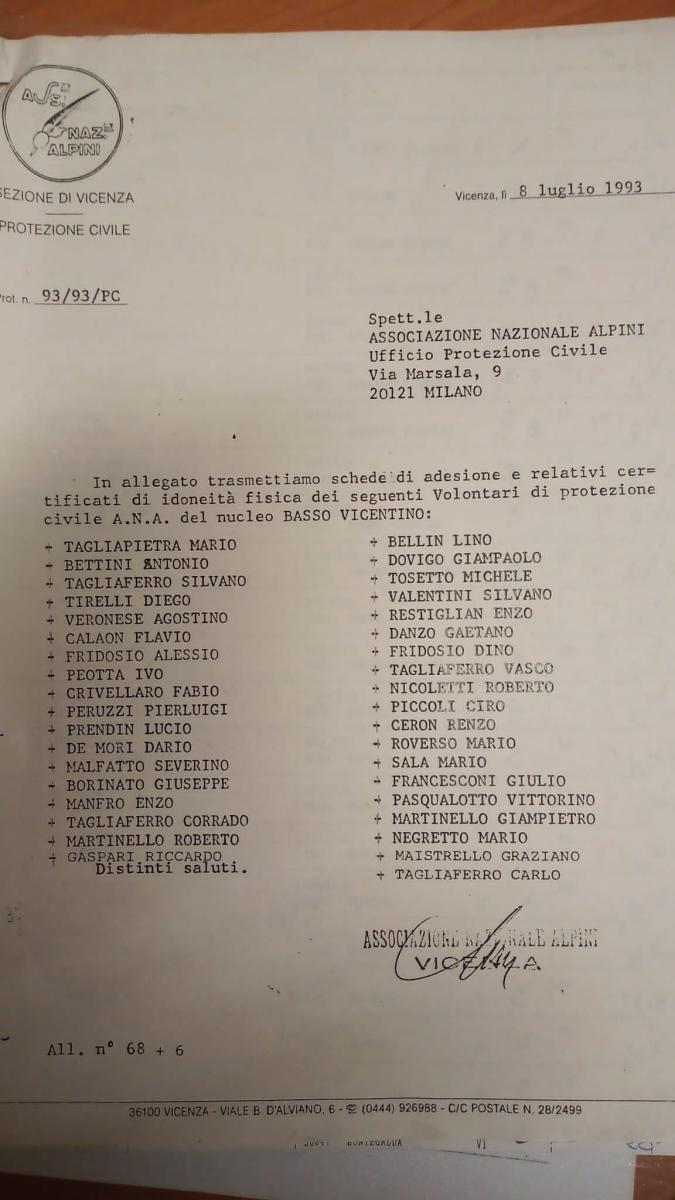 ASS.
NAZ.LE
ALPINI
SEZIONE DI VICENZA
PROTEZIONE CIVILE
Vicenza, lì 8 luglio 1993
Prot. n. 93/93/PC
Spett.le
ASSOCIAZIONE NAZIONALE ALPINI
Ufficio Protezione Civile
Via Marsala, 9
20121 MILANO
In allegato trasmettiamo schede di adesione e relativi cer=
tificati di idoneità fisica dei seguenti Volontari di protezione
civile A.N.A. del nucleo BASSO VICENTINO:
+ TAGLIAPIETRA MARIO
+ BETTINI ANTONIO
+ TAGLIAFERRO SILVANO
+ TIRELLI DIEGO
+ VERONESE AGOSTINO
+ CALAON FLAVIO
+ FRIDOSIO ALESSIO
+ PEOTTA IVO
+ CRIVELLARO FABIO
+ PERUZZI PIERLUIGI
+ PRENDIN LUCIO
+ DE MORI DARIO
+ MALFATTO SEVERINO
+ BORINATO GIUSEPPE
+ MANFRO ENZO
+ TAGLIAFERRO CORRADO
+ MARTINELLO ROBERTO
+ GASPARI RICCARDO
+ BELLIN LINO
+ DOVIGO GIAMPAOLO
+ TOSETTO MICHELE
+ VALENTINI SILVANO
+ RESTIGLIAN ENZO
+ DANZO GAETANO
+ FRIDOSIO DINO
+ TAGLIAFERRO VASCO
+ NICOLETTI ROBERTO
+ PICCOLI CIRO
+ CERON RENZO
+ ROVERSO MARIO
+ SALA MARIO
+ FRANCESCONI GIULIO
+ PASQUALOTTO VITTORINO
+ MARTINELLO GIAMPIETRO
+ NEGRETTO MARIO
+ MAISTRELLO GRAZIANO
+ TAGLIAFERRO CARLO
Distinti saluti.
ASSOCIAZIONE NAZIONALE ALPINI
VICENZA
All. n° 68 + 6
36100 VICENZA - VIALE B. D'ALVIANO, 6 - ☏ (0444) 926988 - C/C POSTALE N. 28/2499
VI